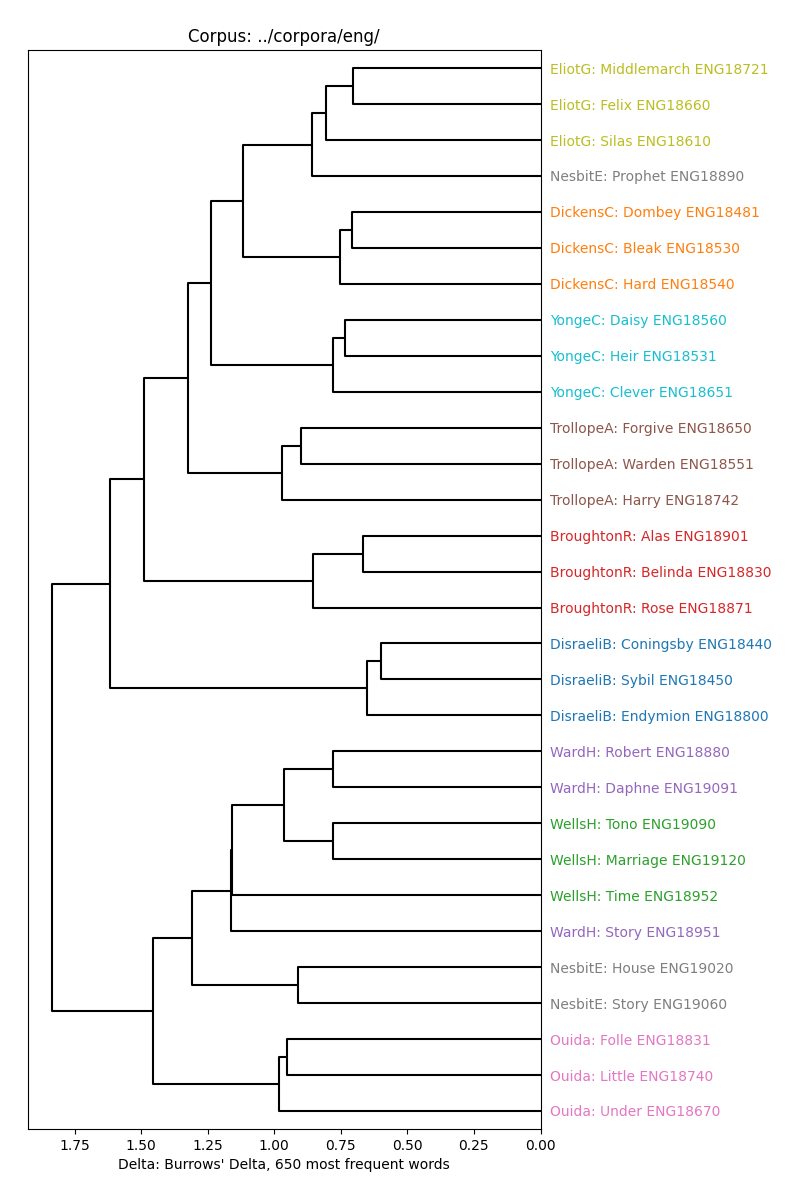 Corpus: ../corpora/eng/
EliotG: Middlemarch ENG18721
EliotG: Felix ENG18660
EliotG: Silas ENG18610
NesbitE: Prophet ENG18890
DickensC: Dombey ENG18481
DickensC: Bleak ENG18530
DickensC: Hard ENG18540
YongeC: Daisy ENG18560
YongeC: Heir ENG18531
YongeC: Clever ENG18651
TrollopeA: Forgive ENG18650
TrollopeA: Warden ENG18551
TrollopeA: Harry ENG18742
BroughtonR: Alas ENG18901
BroughtonR: Belinda ENG18830
BroughtonR: Rose ENG18871
DisraeliB: Coningsby ENG18440
DisraeliB: Sybil ENG18450
DisraeliB: Endymion ENG18800
WardH: Robert ENG18880
WardH: Daphne ENG19091
WellsH: Tono ENG19090
WellsH: Marriage ENG19120
WellsH: Time ENG18952
WardH: Story ENG18951
NesbitE: House ENG19020
NesbitE: Story ENG19060
Ouida: Folle ENG18831
Ouida: Little ENG18740
Ouida: Under ENG18670
1.75 1.50 1.25 1.00 0.75 0.50 0.25 0.00
Delta: Burrows' Delta, 650 most frequent words